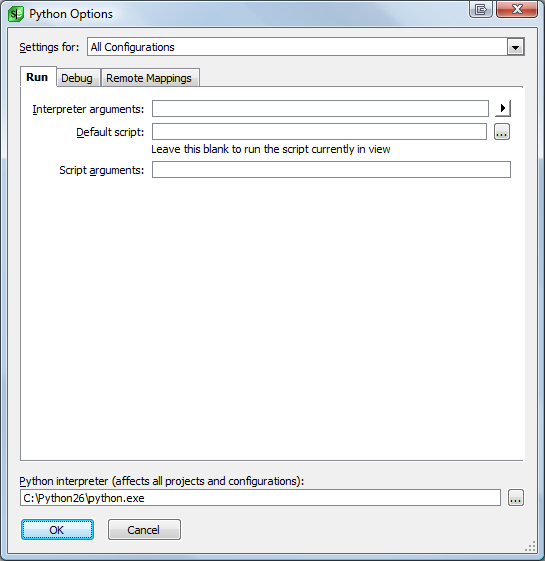 Python Options
Settings for: All Configurations
Run Debug Remote Mappings
Interpreter arguments:
Default script: ...
Leave this blank to run the script currently in view
Script arguments:
Python interpreter (affects all projects and configurations):
C:\Python26\python.exe ...
OK Cancel